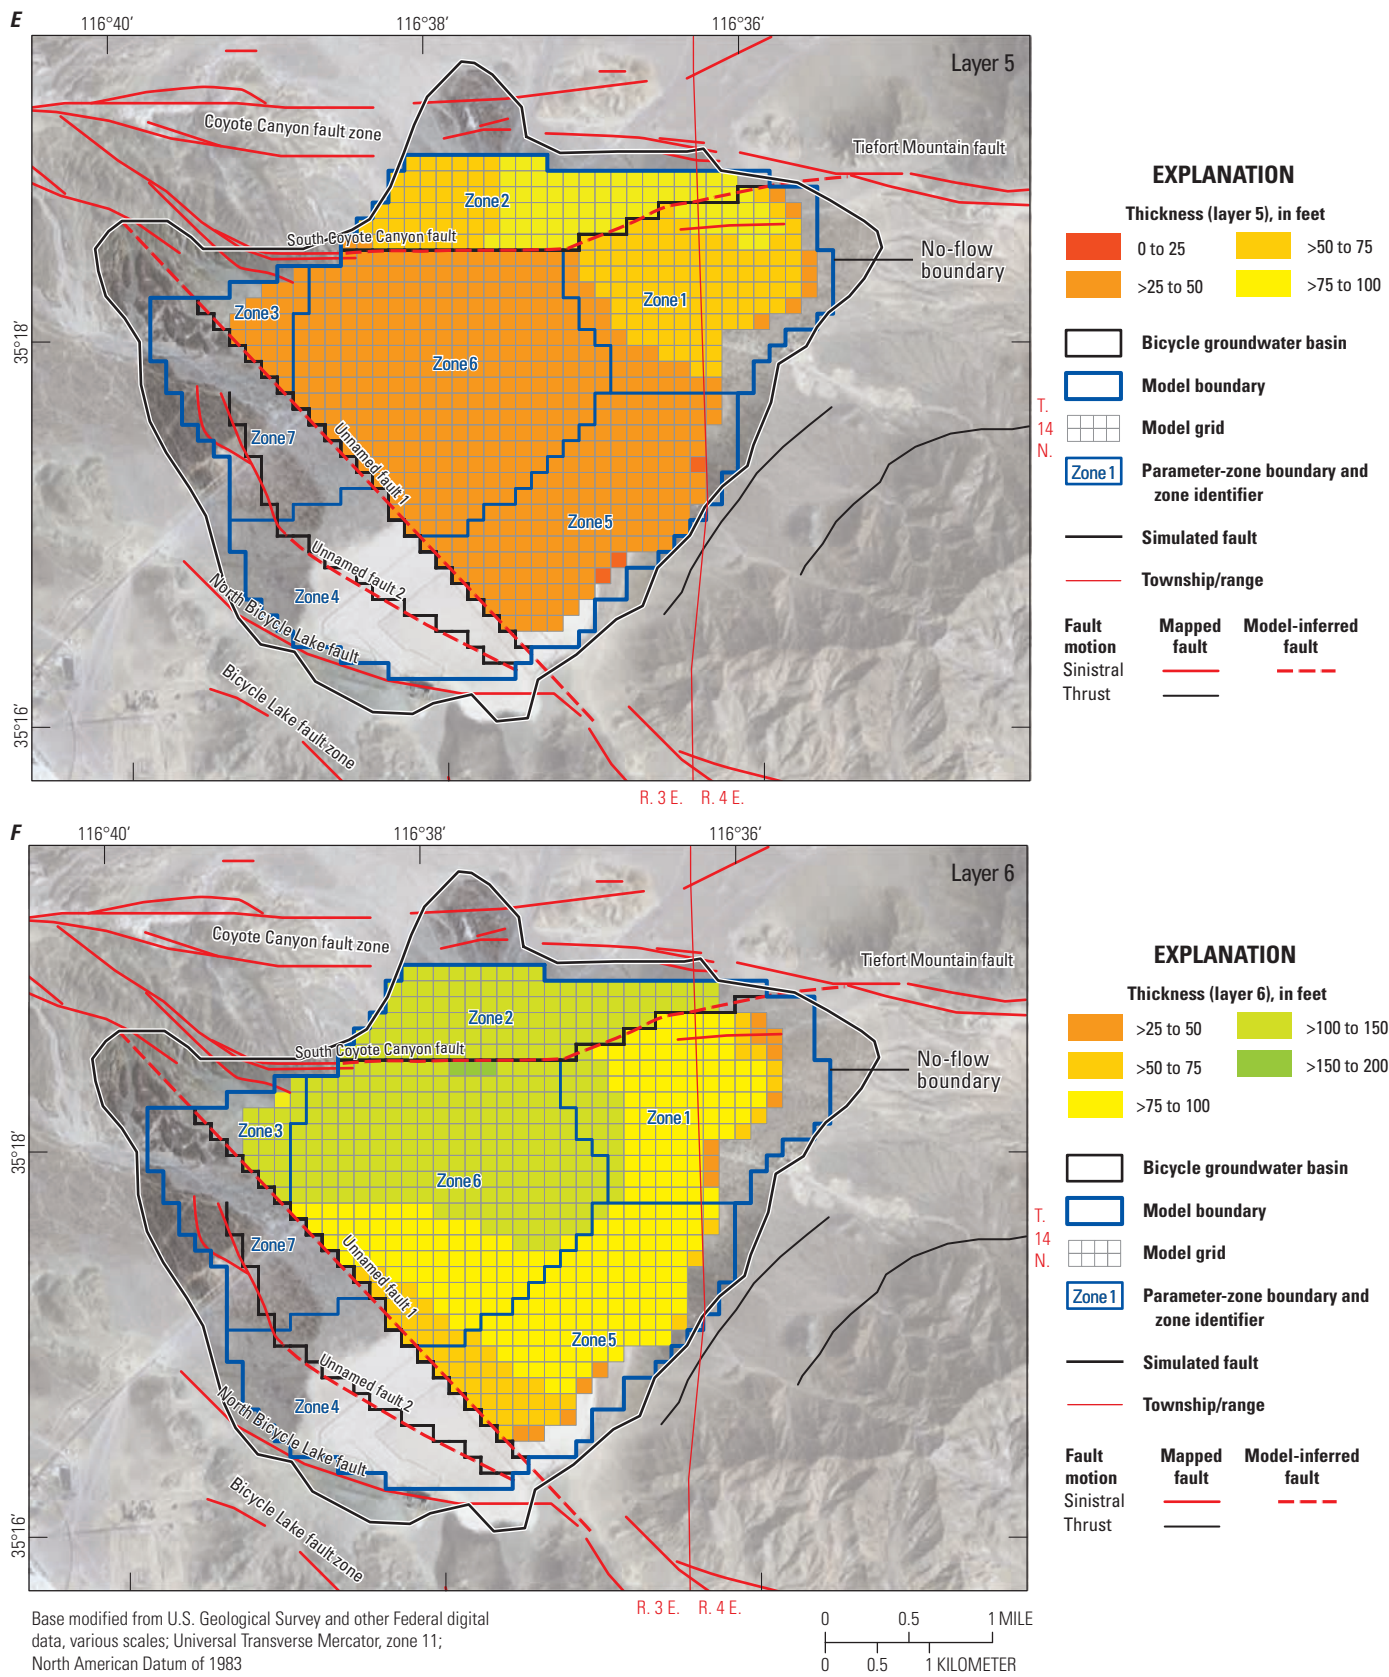 E
116°40′
116°38′
116°36′
Layer 5
Coyote Canyon fault zone
Tiefort Mountain fault
Zone 2
South Coyote Canyon fault
No-flow
boundary
Zone 1
Zone 3
35°18′
Zone 6
T.
14
N.
Zone 7
Unnamed fault 1
Zone 5
Unnamed fault 2
Zone 4
North Bicycle Lake fault
Bicycle Lake fault zone
35°16′
R. 3 E.
R. 4 E.
EXPLANATION
Thickness (layer 5), in feet
0 to 25
>50 to 75
>25 to 50
>75 to 100
Bicycle groundwater basin
Model boundary
Model grid
Zone 1
Parameter-zone boundary and
zone identifier
Simulated fault
Township/range
Fault
motion
Mapped
fault
Model-inferred
fault
Sinistral
Thrust
F
116°40′
116°38′
116°36′
Layer 6
Coyote Canyon fault zone
Tiefort Mountain fault
Zone 2
South Coyote Canyon fault
No-flow
boundary
Zone 1
Zone 3
35°18′
Zone 6
T.
14
N.
Zone 7
Unnamed fault 1
Zone 5
Unnamed fault 2
Zone 4
North Bicycle Lake fault
Bicycle Lake fault zone
35°16′
R. 3 E.
R. 4 E.
EXPLANATION
Thickness (layer 6), in feet
>25 to 50
>100 to 150
>50 to 75
>150 to 200
>75 to 100
Bicycle groundwater basin
Model boundary
Model grid
Zone 1
Parameter-zone boundary and
zone identifier
Simulated fault
Township/range
Fault
motion
Mapped
fault
Model-inferred
fault
Sinistral
Thrust
Base modified from U.S. Geological Survey and other Federal digital
data, various scales; Universal Transverse Mercator, zone 11;
North American Datum of 1983
0
0.5
1 MILE
0
0.5
1 KILOMETER